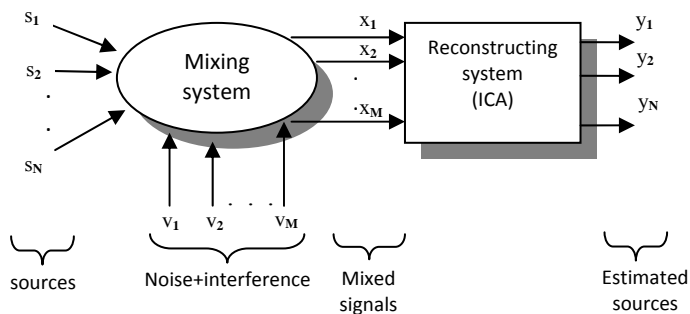 s1
s2
sN
Mixing
system
x1
x2
xM
Reconstructing
system
(ICA)
y1
y2
yN
v1
v2
vM
sources
Noise+interference
Mixed
signals
Estimated
sources